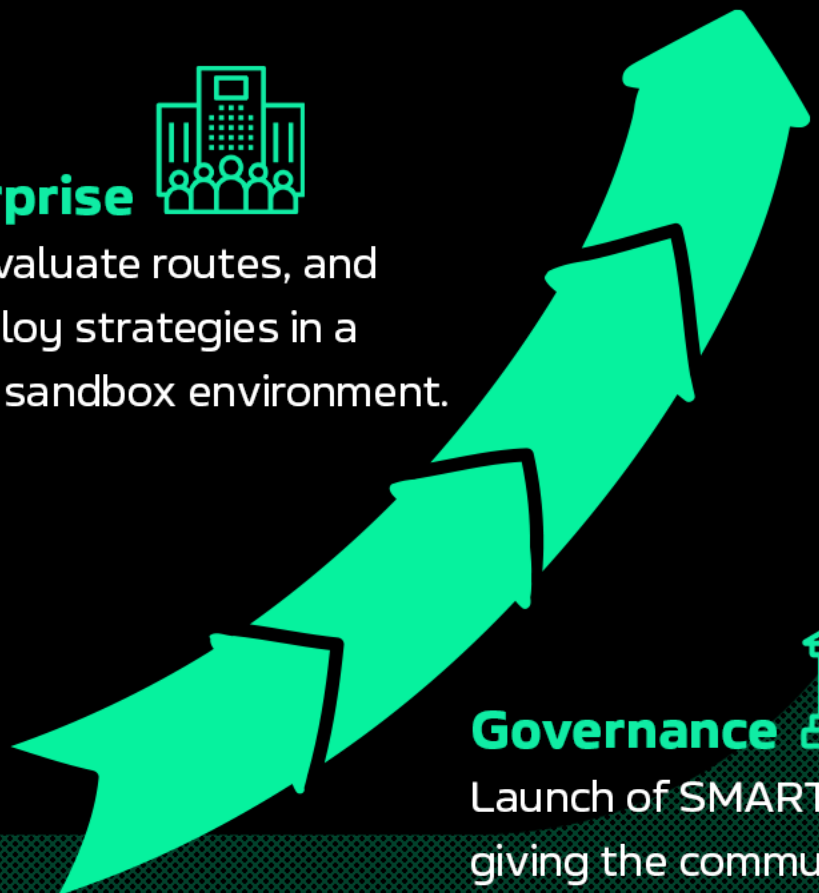 rprise
valuate routes, and
loy strategies in a
sandbox environment.
Governance
Launch of SMART
giving the commu